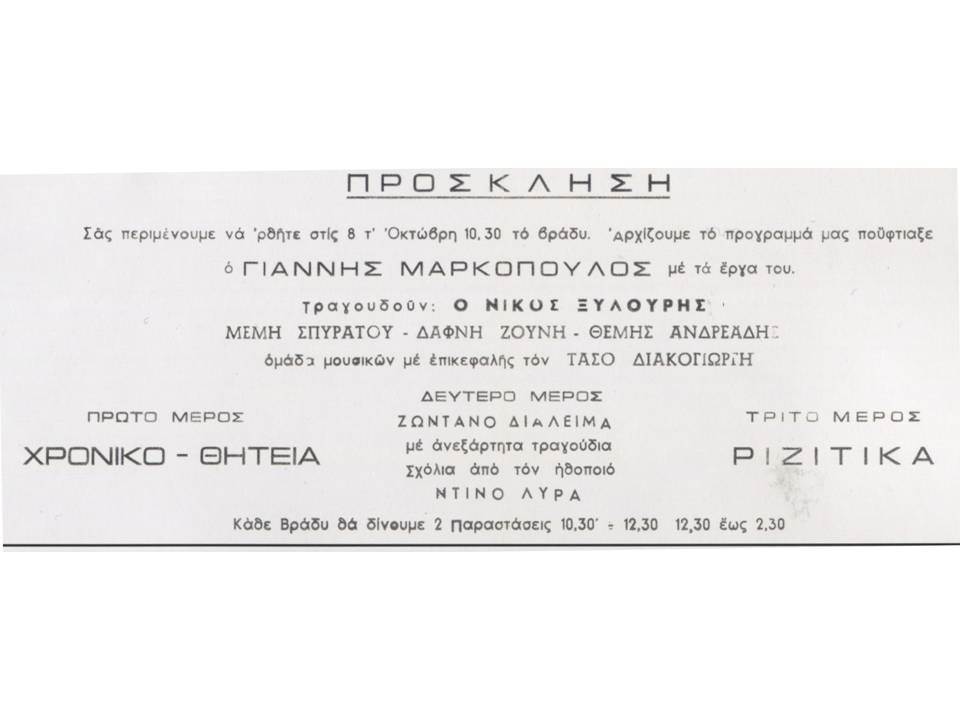 ΠΡΟΣΚΛΗΣΗ
Σᾶς περιμένουμε νά 'ρθῆτε στίς 8 τ' Ὀκτώβρη 10,30 τό βράδυ. Ἀρχίζουμε τό προγραμμά μας πούφτιαξε
ὁ ΓΙΑΝΝΗΣ ΜΑΡΚΟΠΟΥΛΟΣ μέ τά ἔργα του.
Τραγουδοῦν: Ο ΝΙΚΟΣ ΞΥΛΟΥΡΗΣ
ΜΕΜΗ ΣΠΥΡΑΤΟΥ - ΔΑΦΝΗ ΖΟΥΝΗ - ΘΕΜΗΣ ΑΝΔΡΕΑΔΗΣ
ὁμάδα μουσικῶν μέ ἐπικεφαλῆς τόν ΤΑΣΟ ΔΙΑΚΟΓΙΩΡΓΗ
ΠΡΩΤΟ ΜΕΡΟΣ
ΧΡΟΝΙΚΟ - ΘΗΤΕΙΑ
ΔΕΥΤΕΡΟ ΜΕΡΟΣ
ΖΩΝΤΑΝΟ ΔΙΑΛΕΙΜΑ
μέ ἀνεξάρτητα τραγούδια
Σχόλια ἀπό τόν ἠθοποιό
ΝΤΙΝΟ ΛΥΡΑ
ΤΡΙΤΟ ΜΕΡΟΣ
ΡΙΖΙΤΙΚΑ
Κάθε Βράδυ θά δίνουμε 2 Παραστάσεις 10,30' - 12,30 12,30 ἕως 2,30